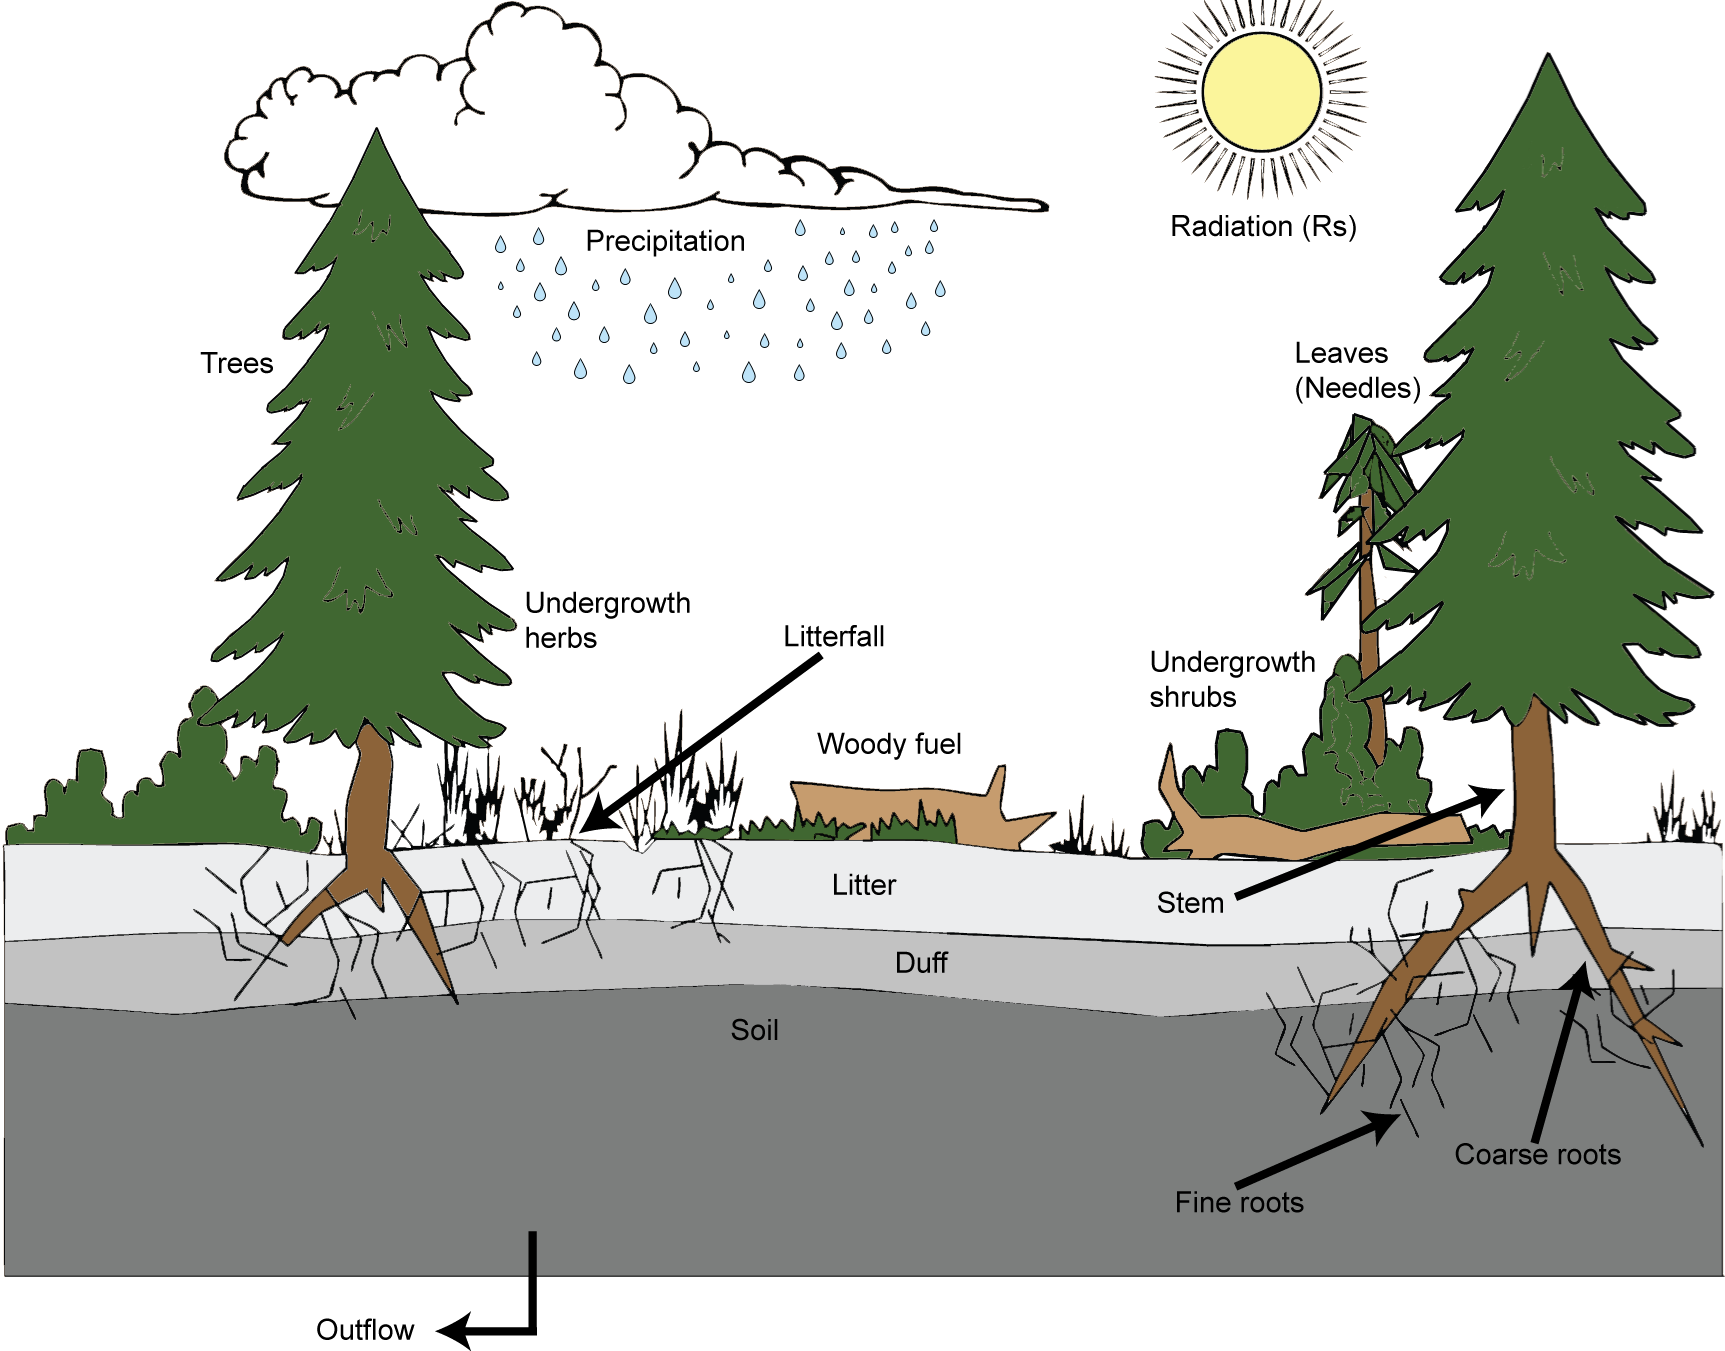 Precipitation
Radiation (Rs)
Trees
Leaves
(Needles)
Undergrowth
herbs
Litterfall
Undergrowth
shrubs
Woody fuel
Litter
Stem
Duff
Soil
Coarse roots
Fine roots
Outflow